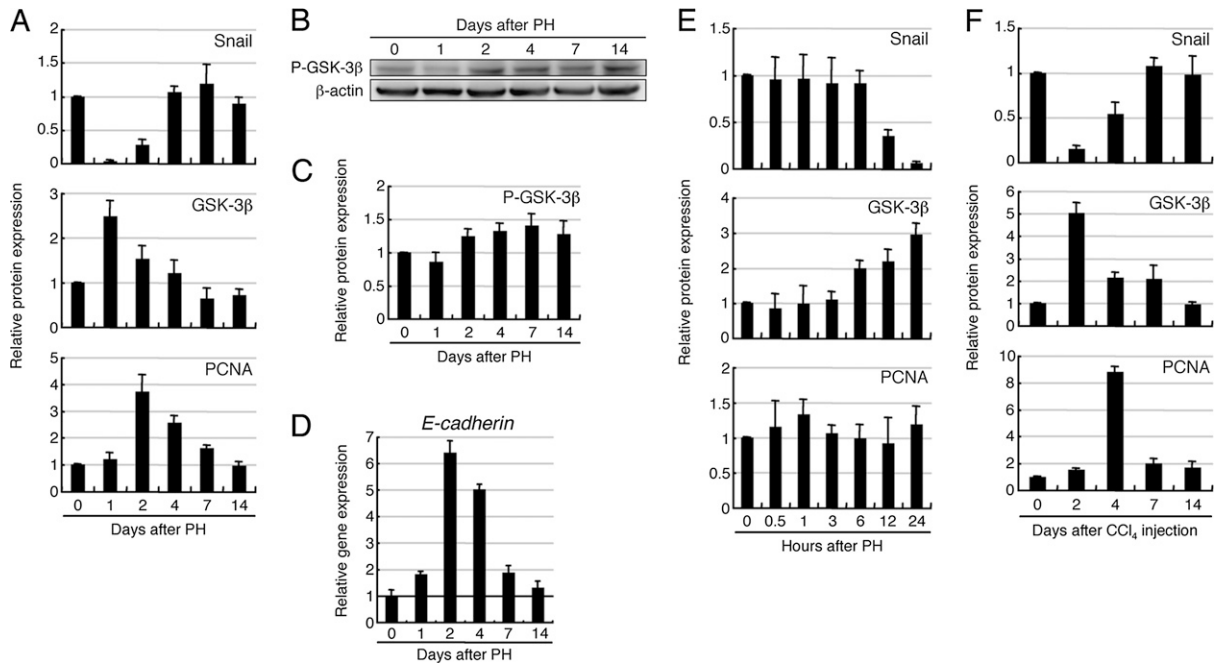 A
Snail
Relative protein expression
1.5
1
0.5
0
GSK-3β
3
2
1
0
PCNA
5
4
3
2
1
0
0 1 2 4 7 14
Days after PH
B
Days after PH
0 1 2 4 7 14
P-GSK-3β
β-actin
C
P-GSK-3β
Relative protein expression
2
1.5
1
0.5
0
0 1 2 4 7 14
Days after PH
D
E-cadherin
Relative gene expression
7
6
5
4
3
2
1
0
0 1 2 4 7 14
Days after PH
E
Snail
Relative protein expression
1.5
1
0.5
0
GSK-3β
4
3
2
1
0
PCNA
2
1.5
1
0.5
0
0 0.5 1 3 6 12 24
Hours after PH
F
Snail
Relative protein expression
1.5
1
0.5
0
GSK-3β
6
5
4
3
2
1
0
PCNA
10
8
6
4
2
0
0 2 4 7 14
Days after CCl₄ injection